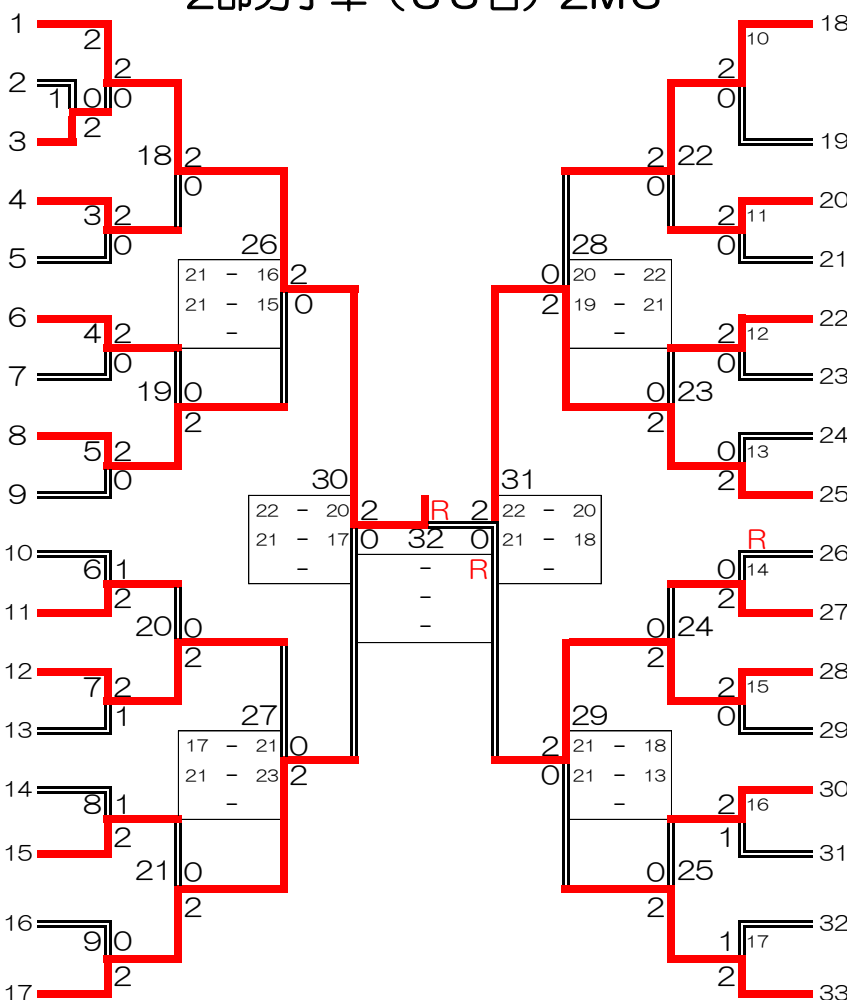 1 2 10 18
2 2 2
1 0 0 0 19
3 2
18 2 2 22
0 0
4 3 2 2 11 20
5 0 0 21
26 28
21 - 16 2 0 20 - 22
21 - 15 0 2 19 - 21
- -
6 4 2 2 12 22
7 0 0 23
19 0 0 23
2 2
8 5 2 0 13 24
9 0 2 25
30 31
22 - 20 2 R 2 22 - 20
21 - 17 0 32 0 21 - 18
- - R -
-
-
10 R 26
6 1 0 14
11 2 2 27
20 0 0 24
2 2
12 7 2 2 15 28
13 1 0 29
27 29
17 - 21 0 2 21 - 18
21 - 23 2 0 21 - 13
- -
14 8 1 2 16 30
15 2 1 31
21 0 0 25
2 2
16 9 0 1 17 32
17 2 2 33